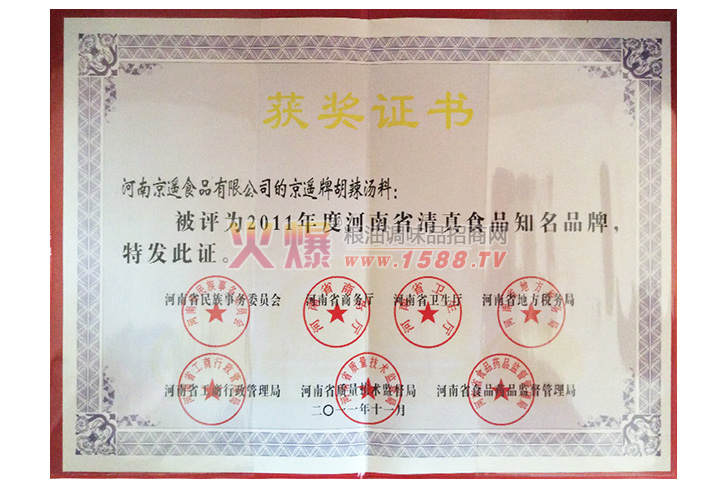 获奖证书
河南京遥食品有限公司的京遥牌胡辣汤料：
被评为2011年度河南省清真食品知名品牌，
特发此证。
火爆 粮油调味品招商网
www.1588.TV
河南省民族事务委员会 河南省商务厅 河南省卫生厅 河南省地方税务局
河南省工商行政管理局 河南省质量技术监督局 河南省食品药品监督管理局
二〇一一年十一月